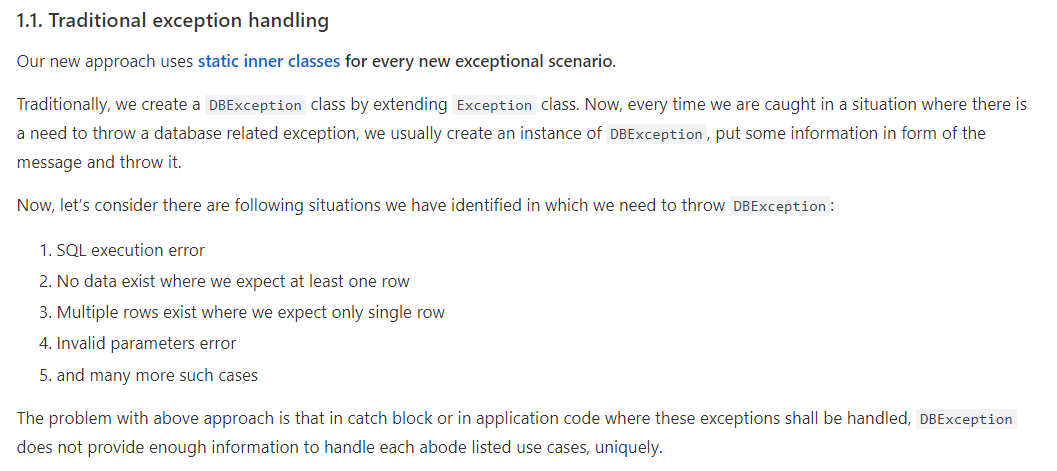 1.1. Traditional exception handling
Our new approach uses static inner classes for every new exceptional scenario.
Traditionally, we create a DBException class by extending Exception class. Now, every time we are caught in a situation where there is
a need to throw a database related exception, we usually create an instance of DBException, put some information in form of the
message and throw it.
Now, let's consider there are following situations we have identified in which we need to throw DBException:
1. SQL execution error
2. No data exist where we expect at least one row
3. Multiple rows exist where we expect only single row
4. Invalid parameters error
5. and many more such cases
The problem with above approach is that in catch block or in application code where these exceptions shall be handled, DBException
does not provide enough information to handle each abode listed use cases, uniquely.